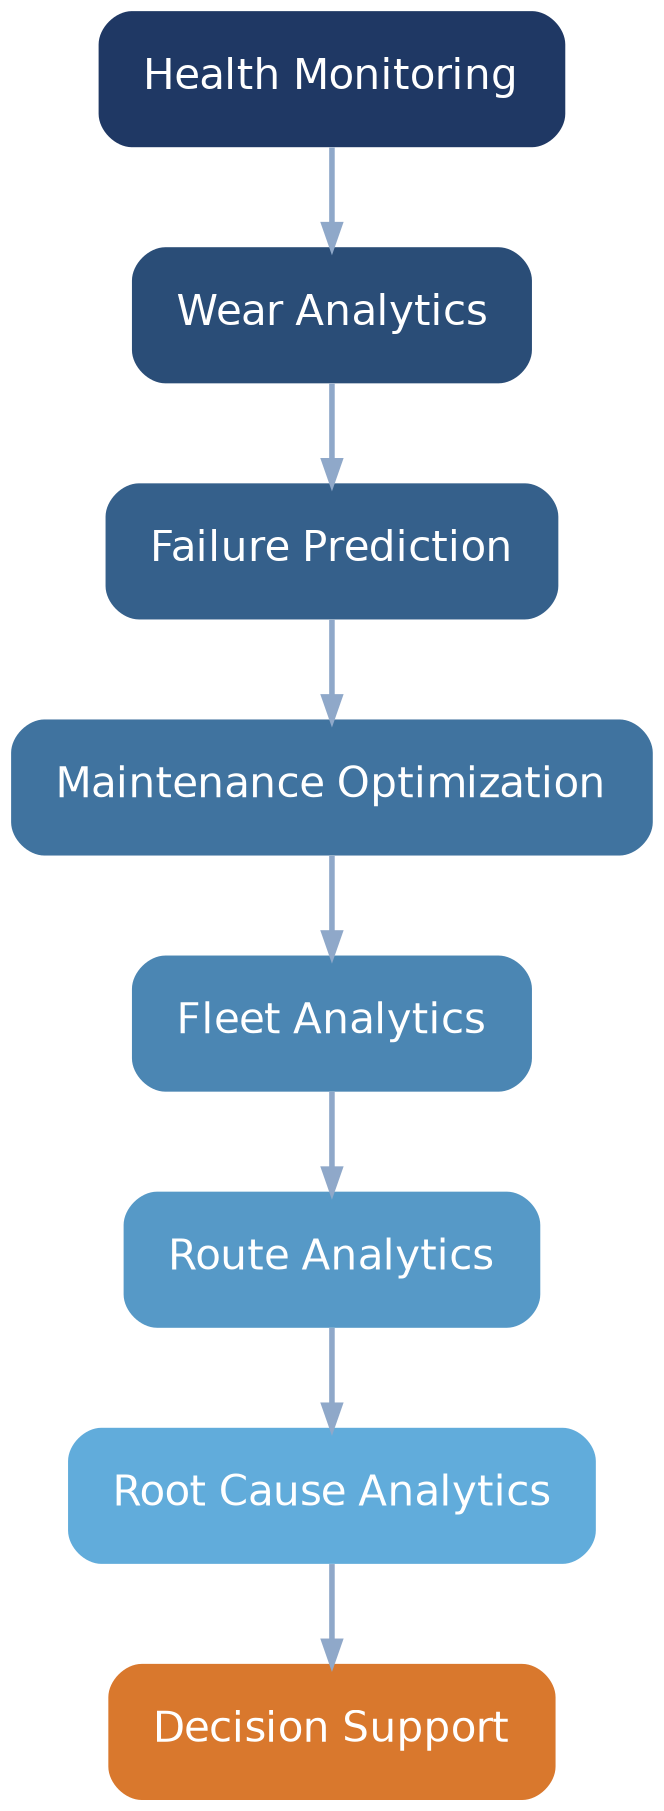 Health Monitoring
Wear Analytics
Failure Prediction
Maintenance Optimization
Fleet Analytics
Route Analytics
Root Cause Analytics
Decision Support